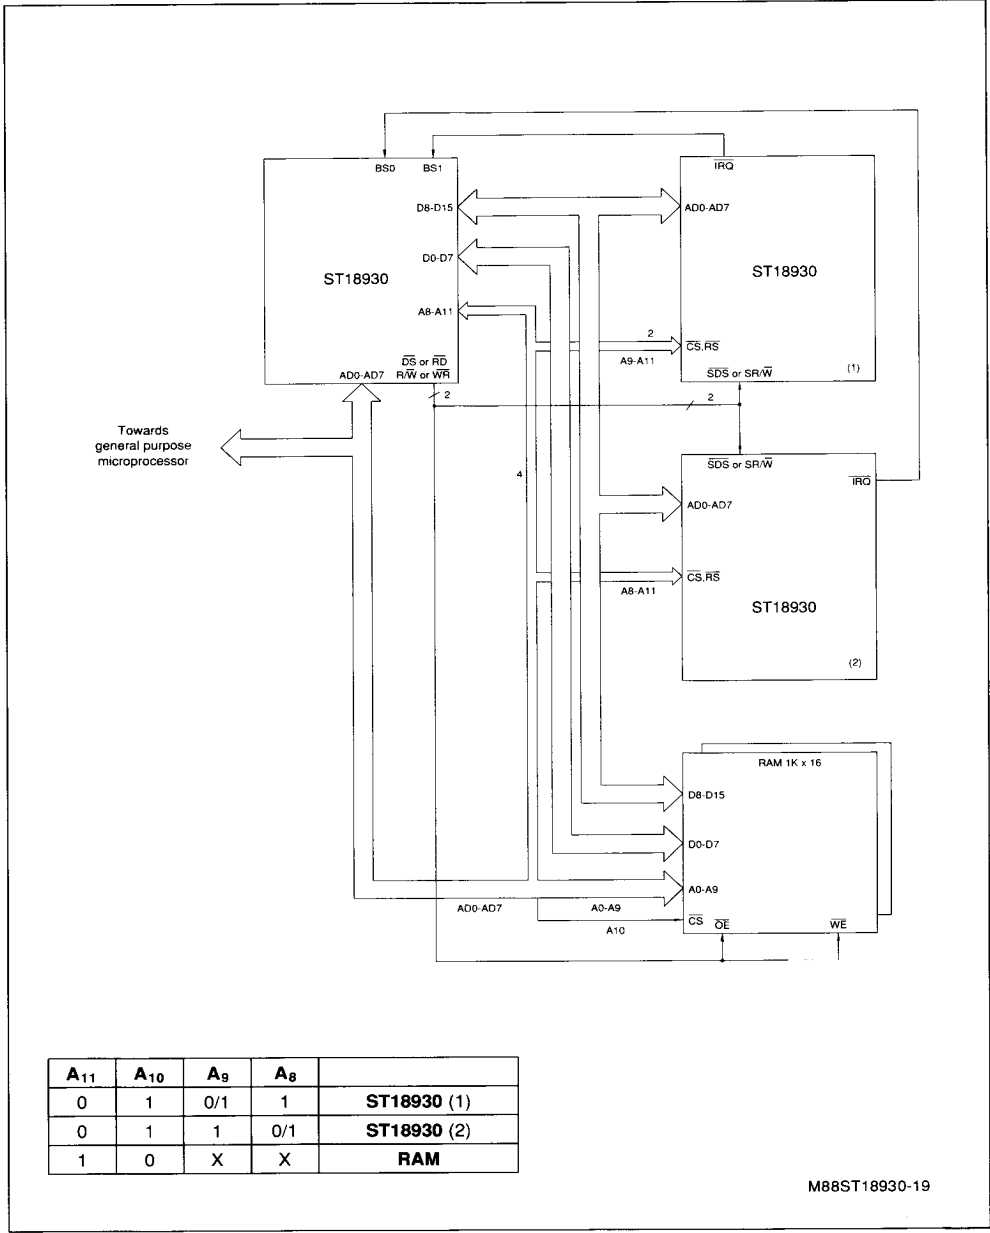 BS0 BS1
D8-D15
D0-D7
ST18930
A8-A11
DS or RD
AD0-AD7 R/W or WR
2
IRQ
AD0-AD7
ST18930
2
CS,RS
A9-A11
SDS or SR/W (1)
2
Towards
general purpose
microprocessor
4
SDS or SR/W
IRQ
AD0-AD7
CS,RS
A8-A11
ST18930
(2)
RAM 1K x 16
D8-D15
D0-D7
A0-A9
AD0-AD7 A0-A9
CS OE WE
A10
A11 A10 A9 A8
0 1 0/1 1 ST18930 (1)
0 1 1 0/1 ST18930 (2)
1 0 X X RAM
M88ST18930-19